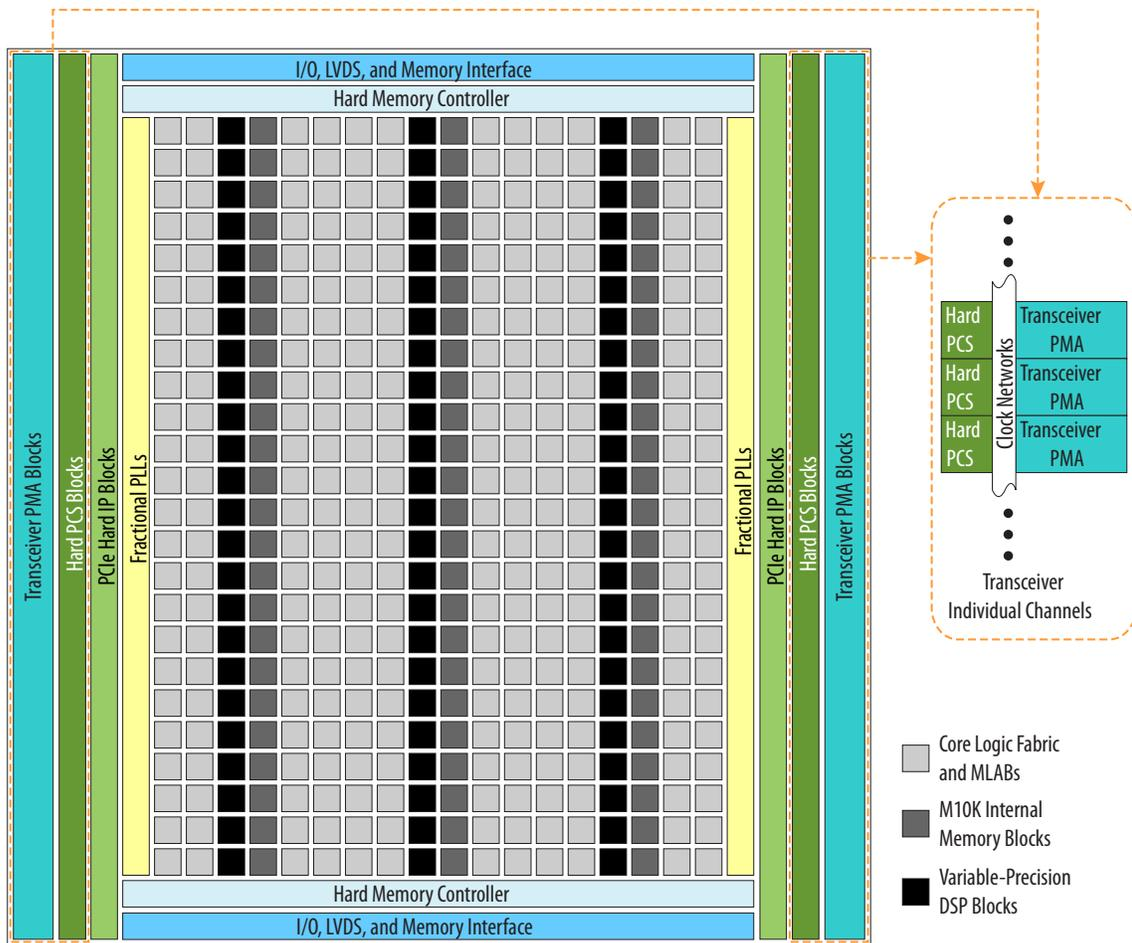 I/O, LVDS, and Memory Interface
Hard Memory Controller
Transceiver PMA Blocks
Hard PCS Blocks
PCIe Hard IP Blocks
Fractional PLLs
Fractional PLLs
PCIe Hard IP Blocks
Hard PCS Blocks
Transceiver PMA Blocks
Hard Memory Controller
I/O, LVDS, and Memory Interface
Hard
PCS
Hard
PCS
Hard
PCS
Clock Networks
Transceiver
PMA
Transceiver
PMA
Transceiver
PMA
Transceiver
Individual Channels
Core Logic Fabric
and MLABs
M10K Internal
Memory Blocks
Variable-Precision
DSP Blocks